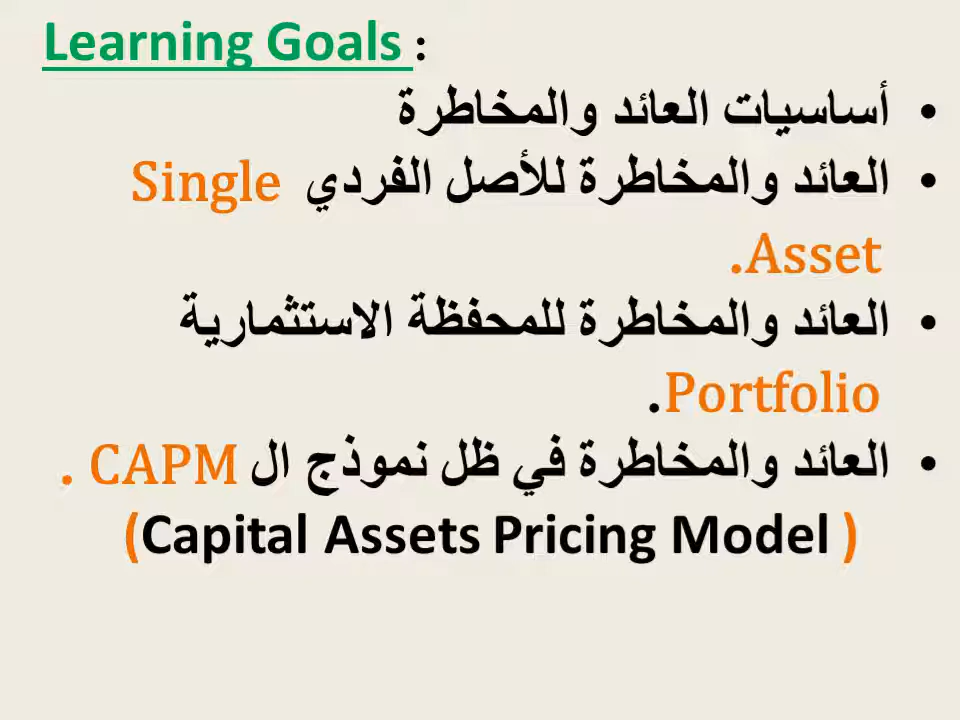 Learning Goals :
• أساسيات العائد والمخاطرة
• العائد والمخاطرة للأصل الفردي Single
Asset.
• العائد والمخاطرة للمحفظة الاستثمارية
Portfolio.
• العائد والمخاطرة في ظل نموذج ال CAPM .
(Capital Assets Pricing Model )